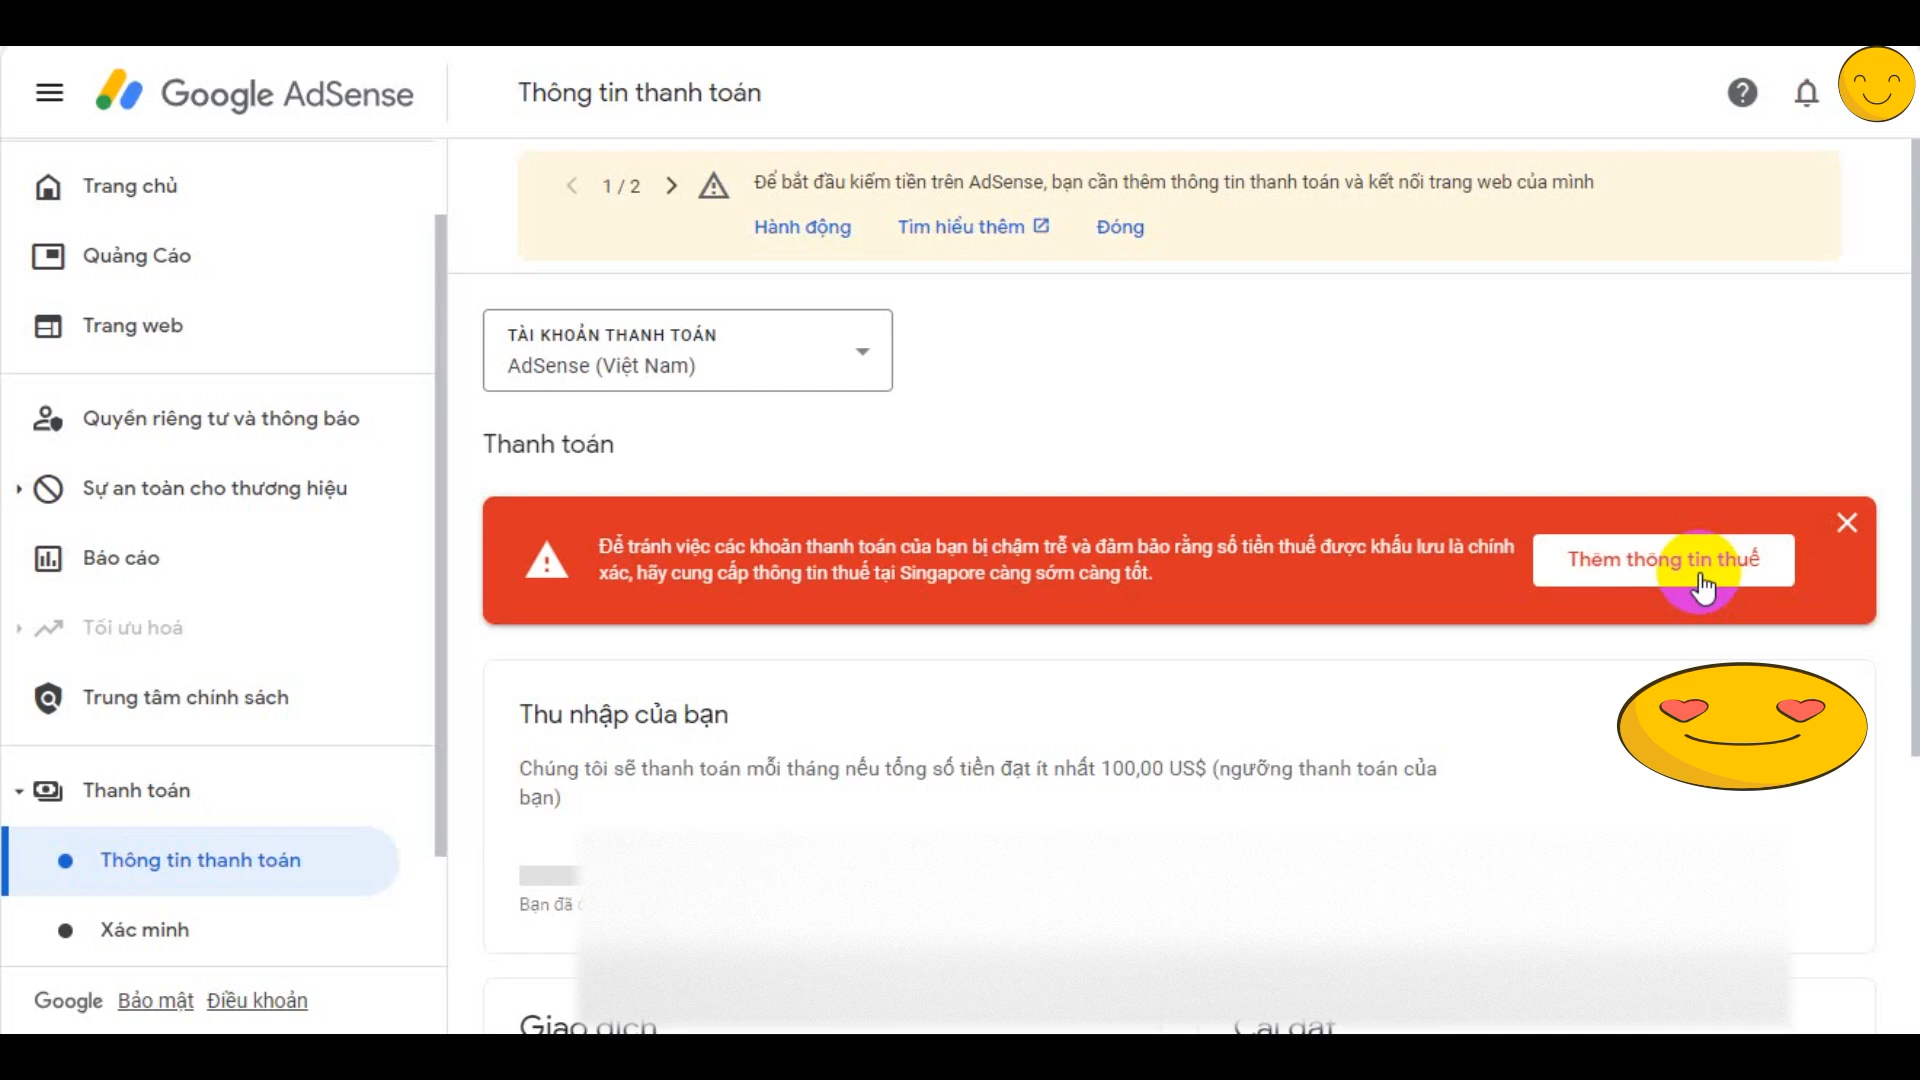 Google AdSense
Thông tin thanh toán
Trang chủ
Quảng Cáo
Trang web
Quyền riêng tư và thông báo
Sự an toàn cho thương hiệu
Báo cáo
Tối ưu hoá
Trung tâm chính sách
Thanh toán
Thông tin thanh toán
Xác minh
Google Bảo mật Điều khoản
1 / 2
Để bắt đầu kiếm tiền trên AdSense, bạn cần thêm thông tin thanh toán và kết nối trang web của mình
Hành động Tìm hiểu thêm Đóng
TÀI KHOẢN THANH TOÁN
AdSense (Việt Nam)
Thanh toán
Để tránh việc các khoản thanh toán của bạn bị chậm trễ và đảm bảo rằng số tiền thuế được khấu lưu là chính
xác, hãy cung cấp thông tin thuế tại Singapore càng sớm càng tốt.
Thêm thông tin thuế
Thu nhập của bạn
Chúng tôi sẽ thanh toán mỗi tháng nếu tổng số tiền đạt ít nhất 100,00 US$ (ngưỡng thanh toán của
bạn)
Bạn đã
Giao dịch
Cài đặt